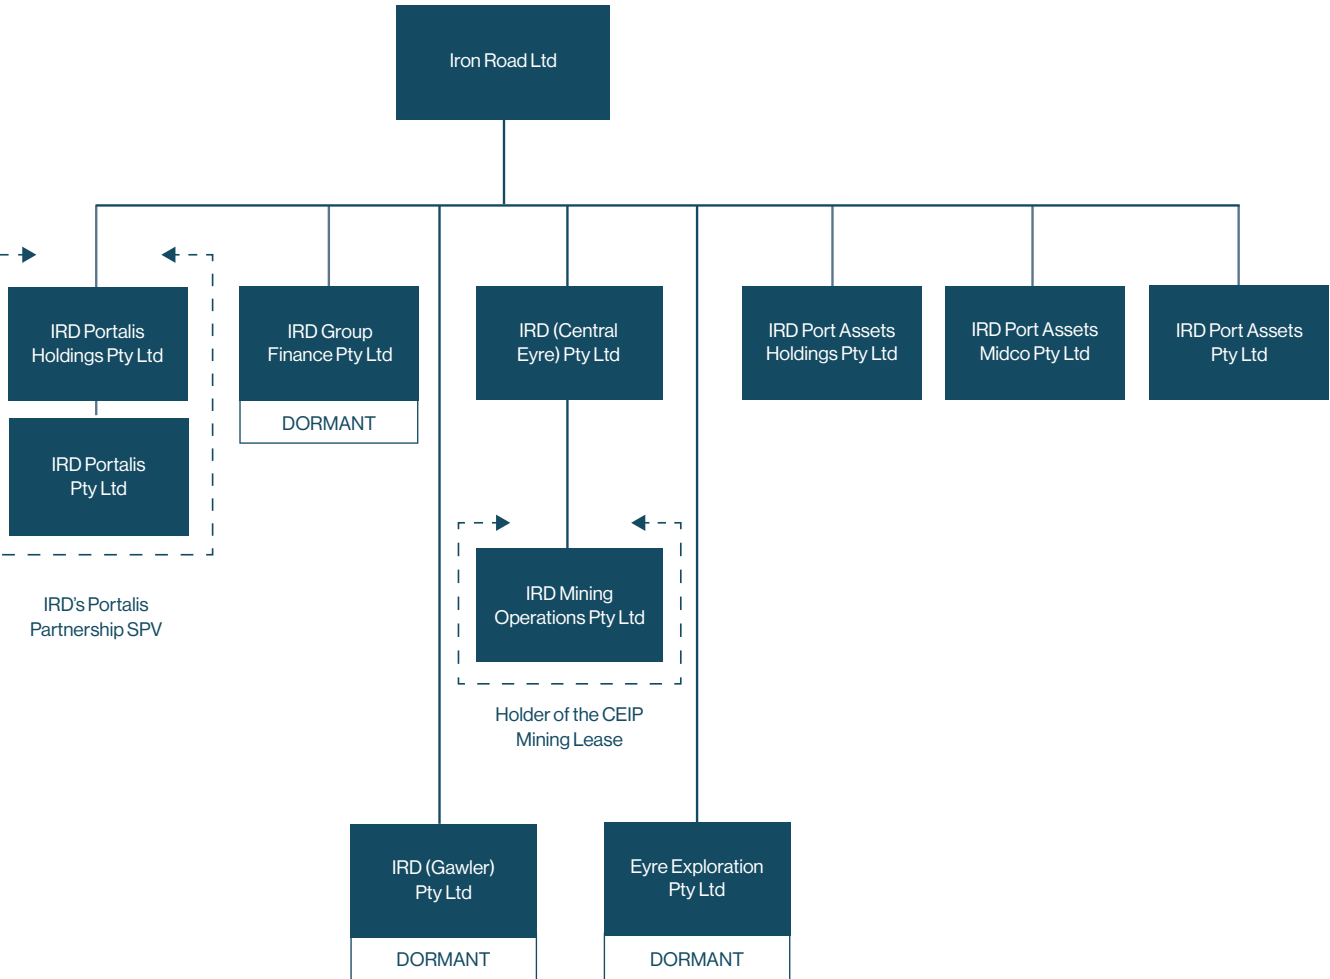 Iron Road Ltd
IRD Portalis
Holdings Pty Ltd
IRD Group
Finance Pty Ltd
DORMANT
IRD (Central
Eyre) Pty Ltd
IRD Port Assets
Holdings Pty Ltd
IRD Port Assets
Midco Pty Ltd
IRD Port Assets
Pty Ltd
IRD Portalis
Pty Ltd
IRD's Portalis
Partnership SPV
IRD Mining
Operations Pty Ltd
Holder of the CEIP
Mining Lease
IRD (Gawler)
Pty Ltd
DORMANT
Eyre Exploration
Pty Ltd
DORMANT